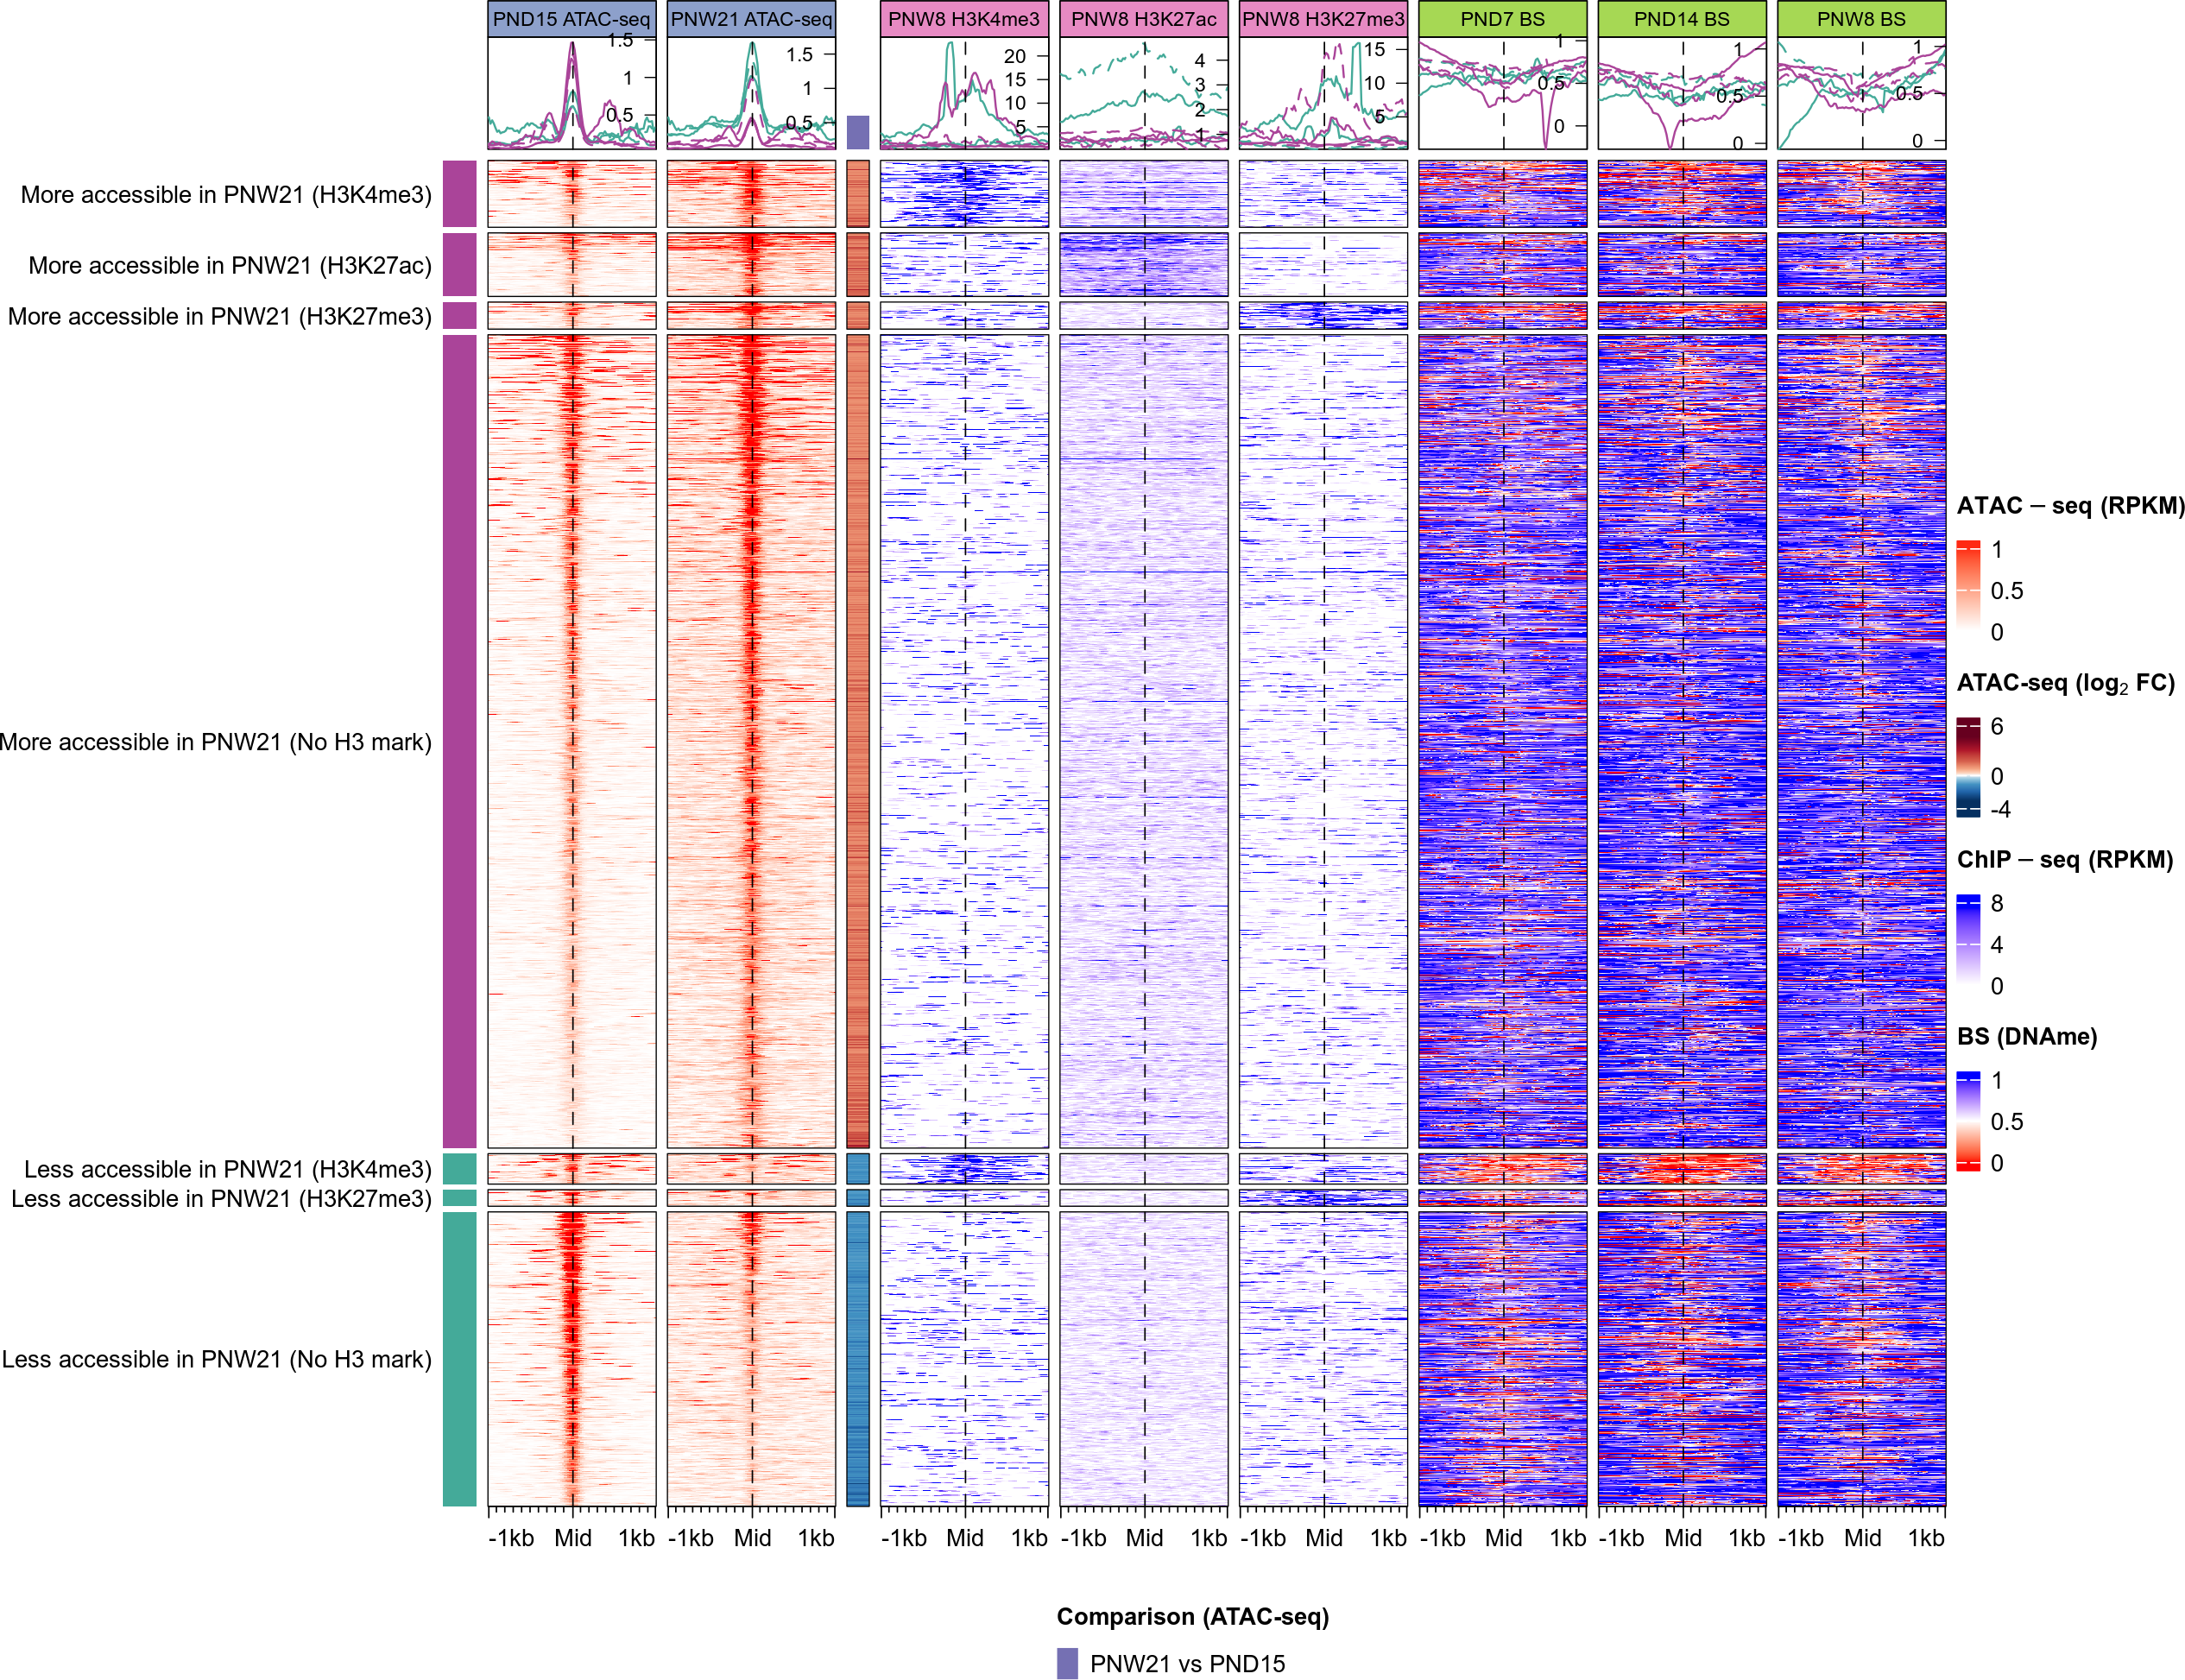 PND15 ATAC-seq
PNW21 ATAC-seq
PNW8 H3K4me3
PNW8 H3K27ac
PNW8 H3K27me3
PND7 BS
PND14 BS
PNW8 BS
1.5
1
0.5
1.5
1
0.5
20
15
10
5
4
3
2
1
15
10
5
1
0.5
0
1
0.5
0
1
0.5
0
More accessible in PNW21 (H3K4me3)
More accessible in PNW21 (H3K27ac)
More accessible in PNW21 (H3K27me3)
More accessible in PNW21 (No H3 mark)
Less accessible in PNW21 (H3K4me3)
Less accessible in PNW21 (H3K27me3)
Less accessible in PNW21 (No H3 mark)
-1kb Mid 1kb
-1kb Mid 1kb
-1kb Mid 1kb
-1kb Mid 1kb
-1kb Mid 1kb
-1kb Mid 1kb
-1kb Mid 1kb
-1kb Mid 1kb
ATAC – seq (RPKM)
1
0.5
0
ATAC-seq (log₂ FC)
6
0
-4
ChIP – seq (RPKM)
8
4
0
BS (DNAme)
1
0.5
0
Comparison (ATAC-seq)
PNW21 vs PND15